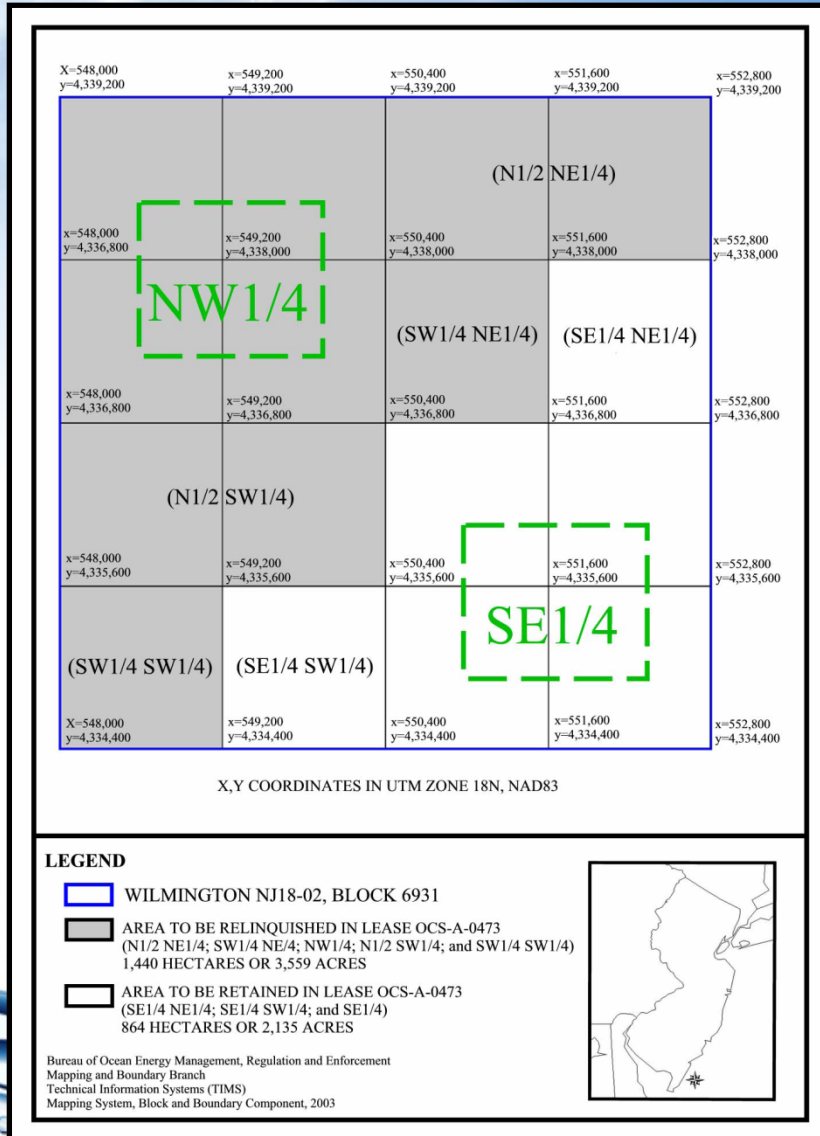 X=548,000
y=4,339,200
x=549,200
y=4,339,200
x=550,400
y=4,339,200
x=551,600
y=4,339,200
x=552,800
y=4,339,200
(N1/2 NE1/4)
x=548,000
y=4,336,800
x=549,200
y=4,338,000
x=550,400
y=4,338,000
x=551,600
y=4,338,000
x=552,800
y=4,338,000
NW1/4
(SW1/4 NE1/4)
(SE1/4 NE1/4)
x=548,000
y=4,336,800
x=549,200
y=4,336,800
x=550,400
y=4,336,800
x=551,600
y=4,336,800
x=552,800
y=4,336,800
(N1/2 SW1/4)
x=548,000
y=4,335,600
x=549,200
y=4,335,600
x=550,400
y=4,335,600
x=551,600
y=4,335,600
x=552,800
y=4,335,600
SE1/4
(SW1/4 SW1/4)
(SE1/4 SW1/4)
X=548,000
y=4,334,400
x=549,200
y=4,334,400
x=550,400
y=4,334,400
x=551,600
y=4,334,400
x=552,800
y=4,334,400
X,Y COORDINATES IN UTM ZONE 18N, NAD83
LEGEND
WILMINGTON NJ18-02, BLOCK 6931
AREA TO BE RELINQUISHED IN LEASE OCS-A-0473
(N1/2 NE1/4; SW1/4 NE/4; NW1/4; N1/2 SW1/4; and SW1/4 SW1/4)
1,440 HECTARES OR 3,559 ACRES
AREA TO BE RETAINED IN LEASE OCS-A-0473
(SE1/4 NE1/4; SE1/4 SW1/4; and SE1/4)
864 HECTARES OR 2,135 ACRES
Bureau of Ocean Energy Management, Regulation and Enforcement
Mapping and Boundary Branch
Technical Information Systems (TIMS)
Mapping System, Block and Boundary Component, 2003